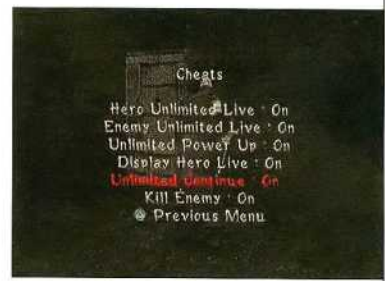 Cheats
Hero Unlimited Live : On
Enemy Unlimited Live : On
Unlimited Power Up : On
Display Hero Live : On
Unlimited Continue : On
Kill Enemy : On
Previous Menu